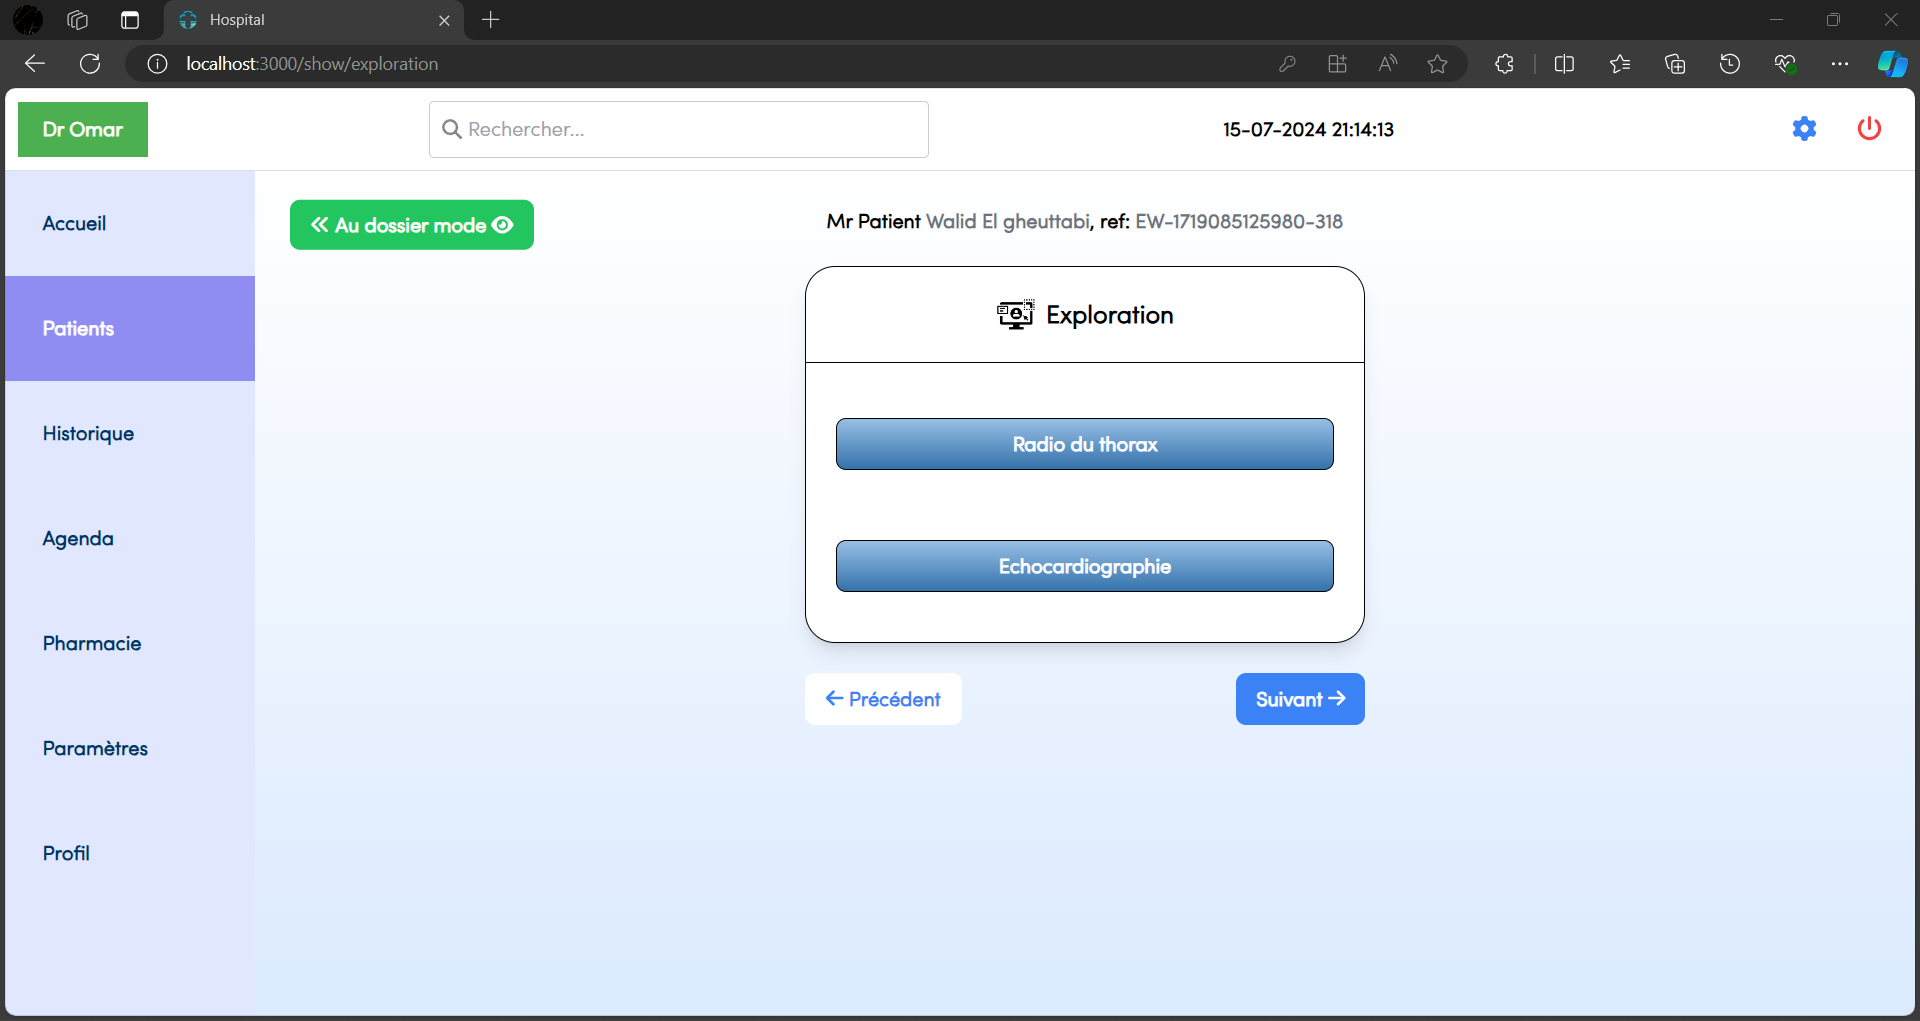 Hospital
localhost:3000/show/exploration
Dr Omar
Rechercher...
15-07-2024 21:14:13
Accueil
Patients
Historique
Agenda
Pharmacie
Paramètres
Profil
Au dossier mode
Mr Patient Walid El gheuttabi, ref: EW-1719085125980-318
Exploration
Radio du thorax
Echocardiographie
Précédent
Suivant